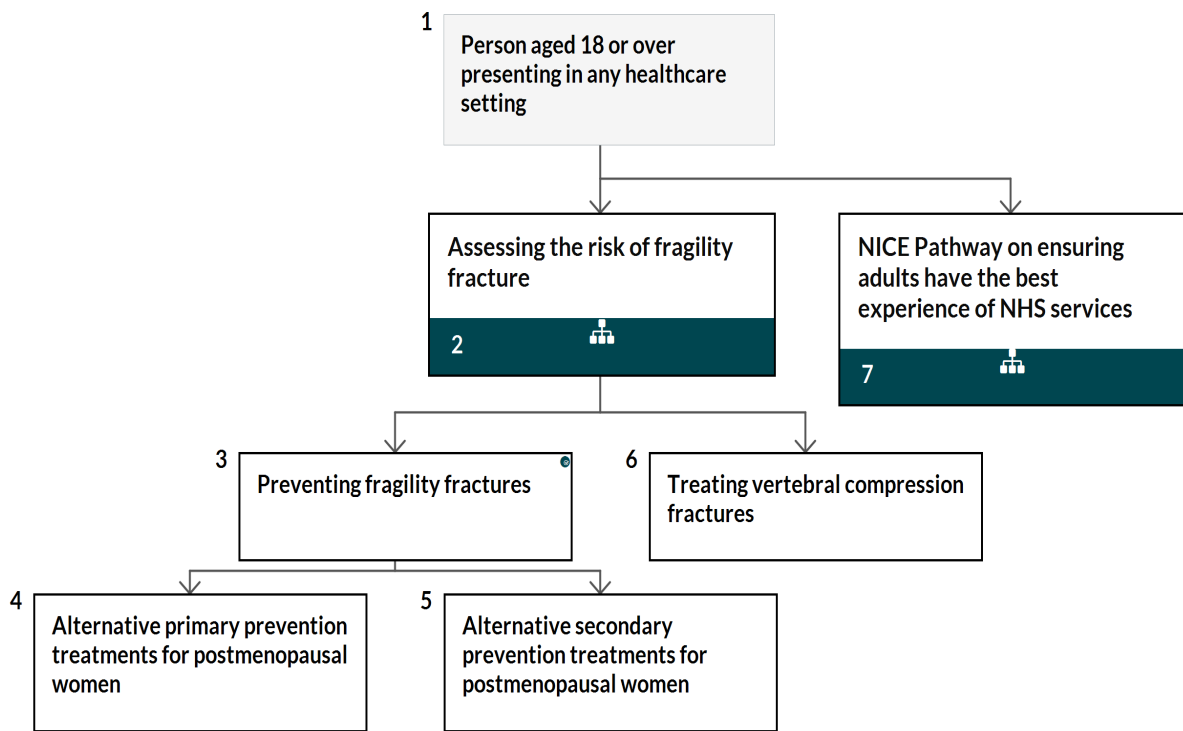 1
Person aged 18 or over
presenting in any healthcare
setting
Assessing the risk of fragility
fracture
2
NICE Pathway on ensuring
adults have the best
experience of NHS services
7
3
Preventing fragility fractures
6
Treating vertebral compression
fractures
4
Alternative primary prevention
treatments for postmenopausal
women
5
Alternative secondary
prevention treatments for
postmenopausal women